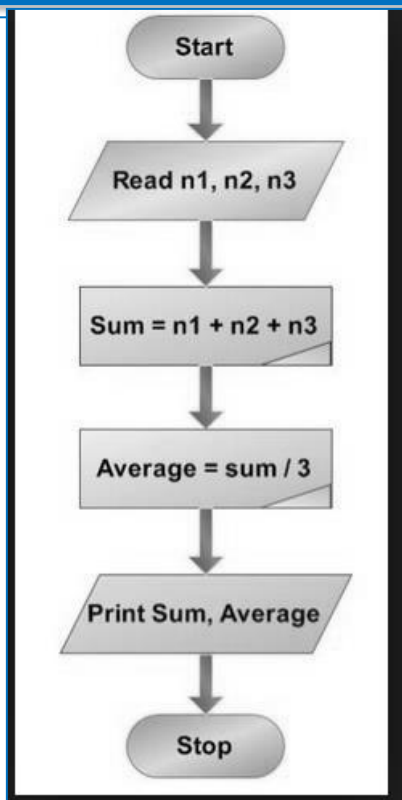 Start
Read n1, n2, n3
Sum = n1 + n2 + n3
Average = sum / 3
Print Sum, Average
Stop